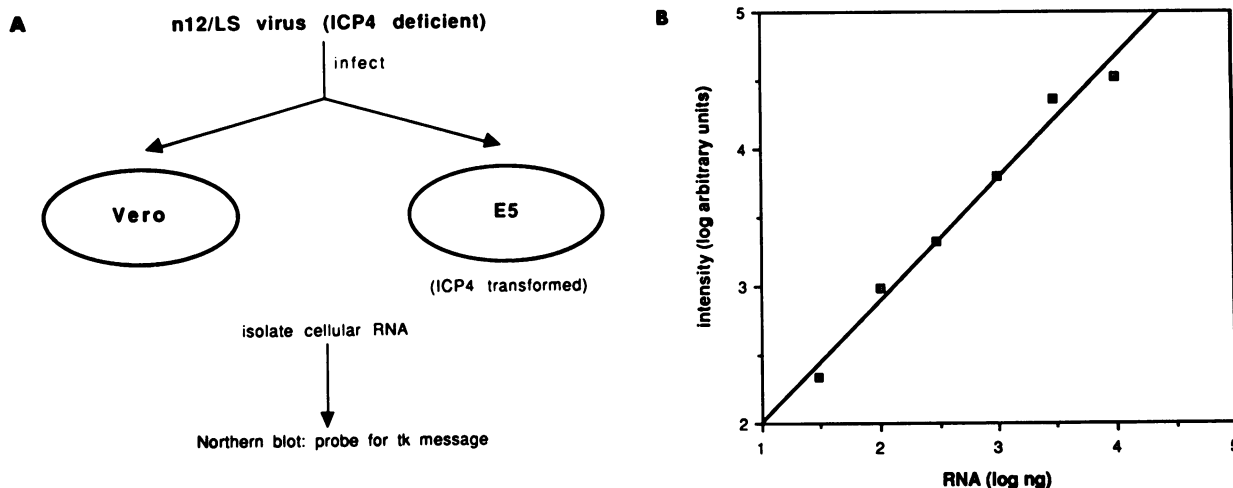 A
n12/LS virus (ICP4 deficient)
infect
Vero
E5
(ICP4 transformed)
isolate cellular RNA
Northern blot: probe for tk message
B
intensity (log arbitrary units)
5
4
3
2
1
2
3
4
5
RNA (log ng)